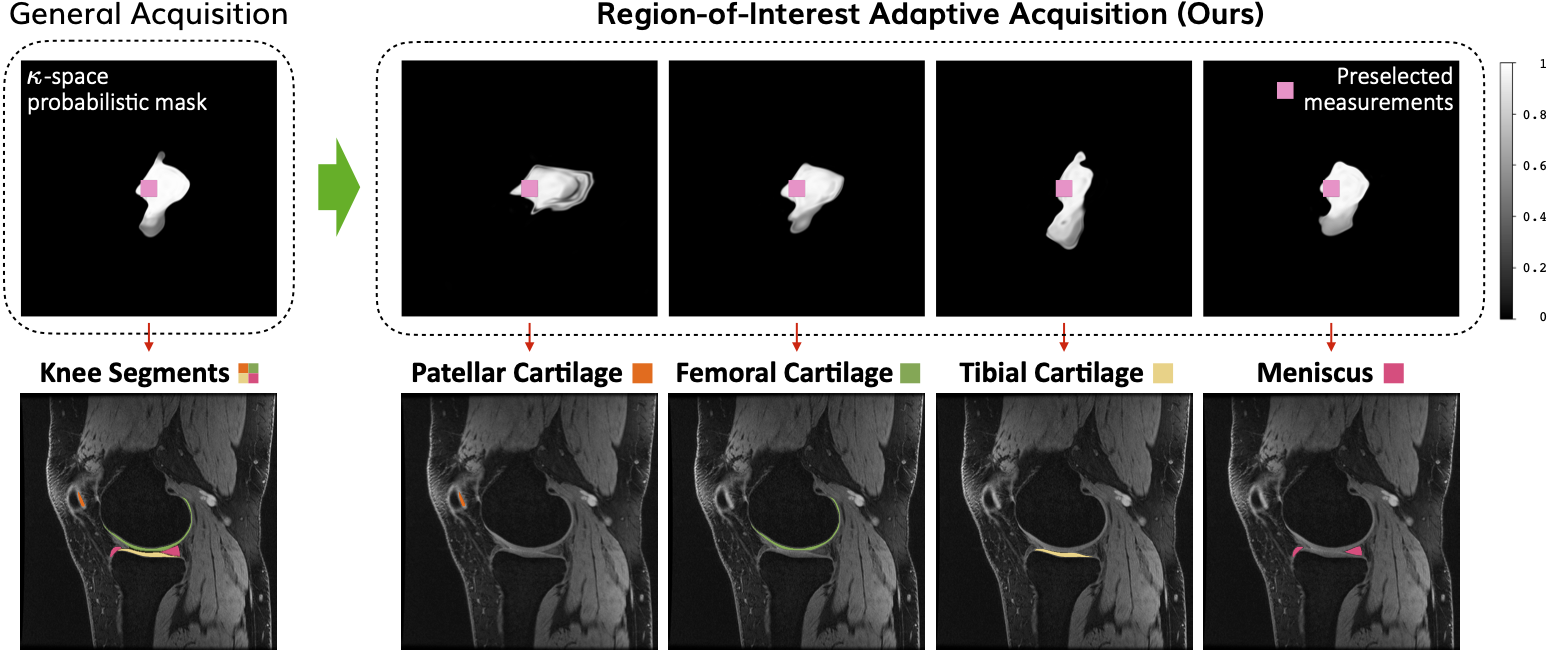 General Acquisition
Region-of-Interest Adaptive Acquisition (Ours)
κ-space
probabilistic mask
Preselected
measurements
1
0.8
0.6
0.4
0.2
0
Knee Segments
Patellar Cartilage
Femoral Cartilage
Tibial Cartilage
Meniscus